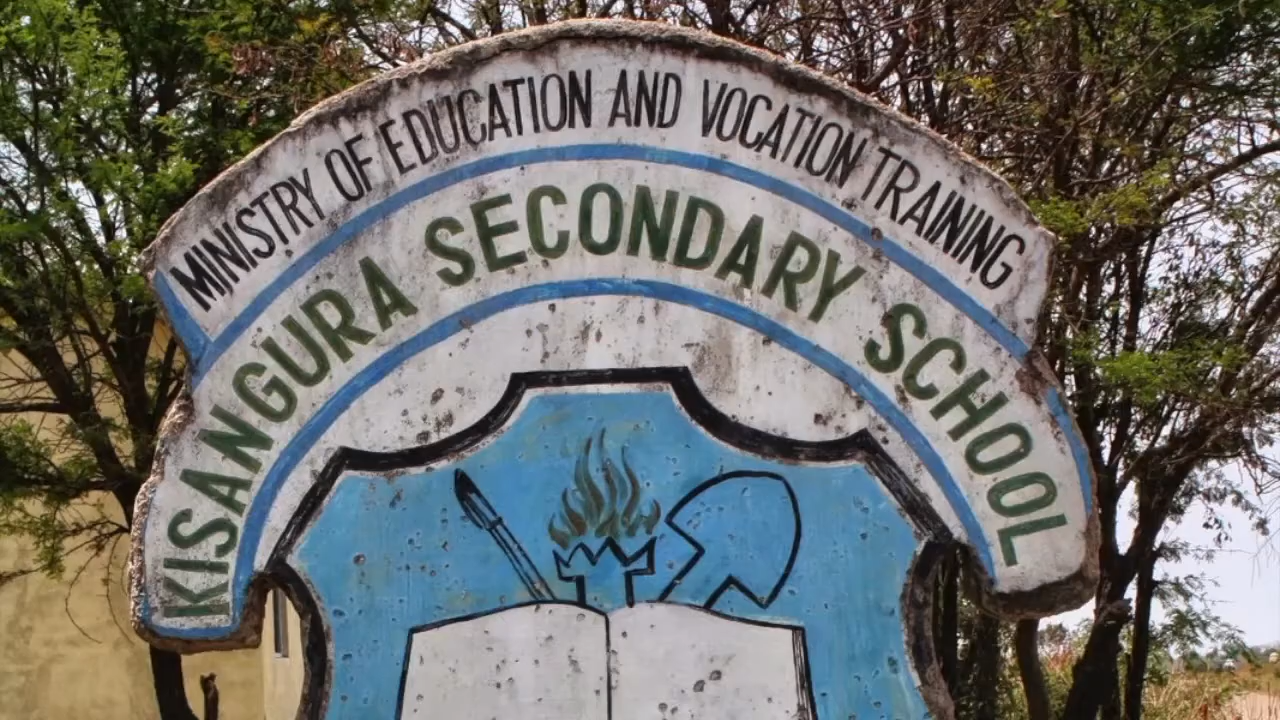 MINISTRY OF EDUCATION AND VOCATION TRAINING
KISANGURA SECONDARY SCHOOL